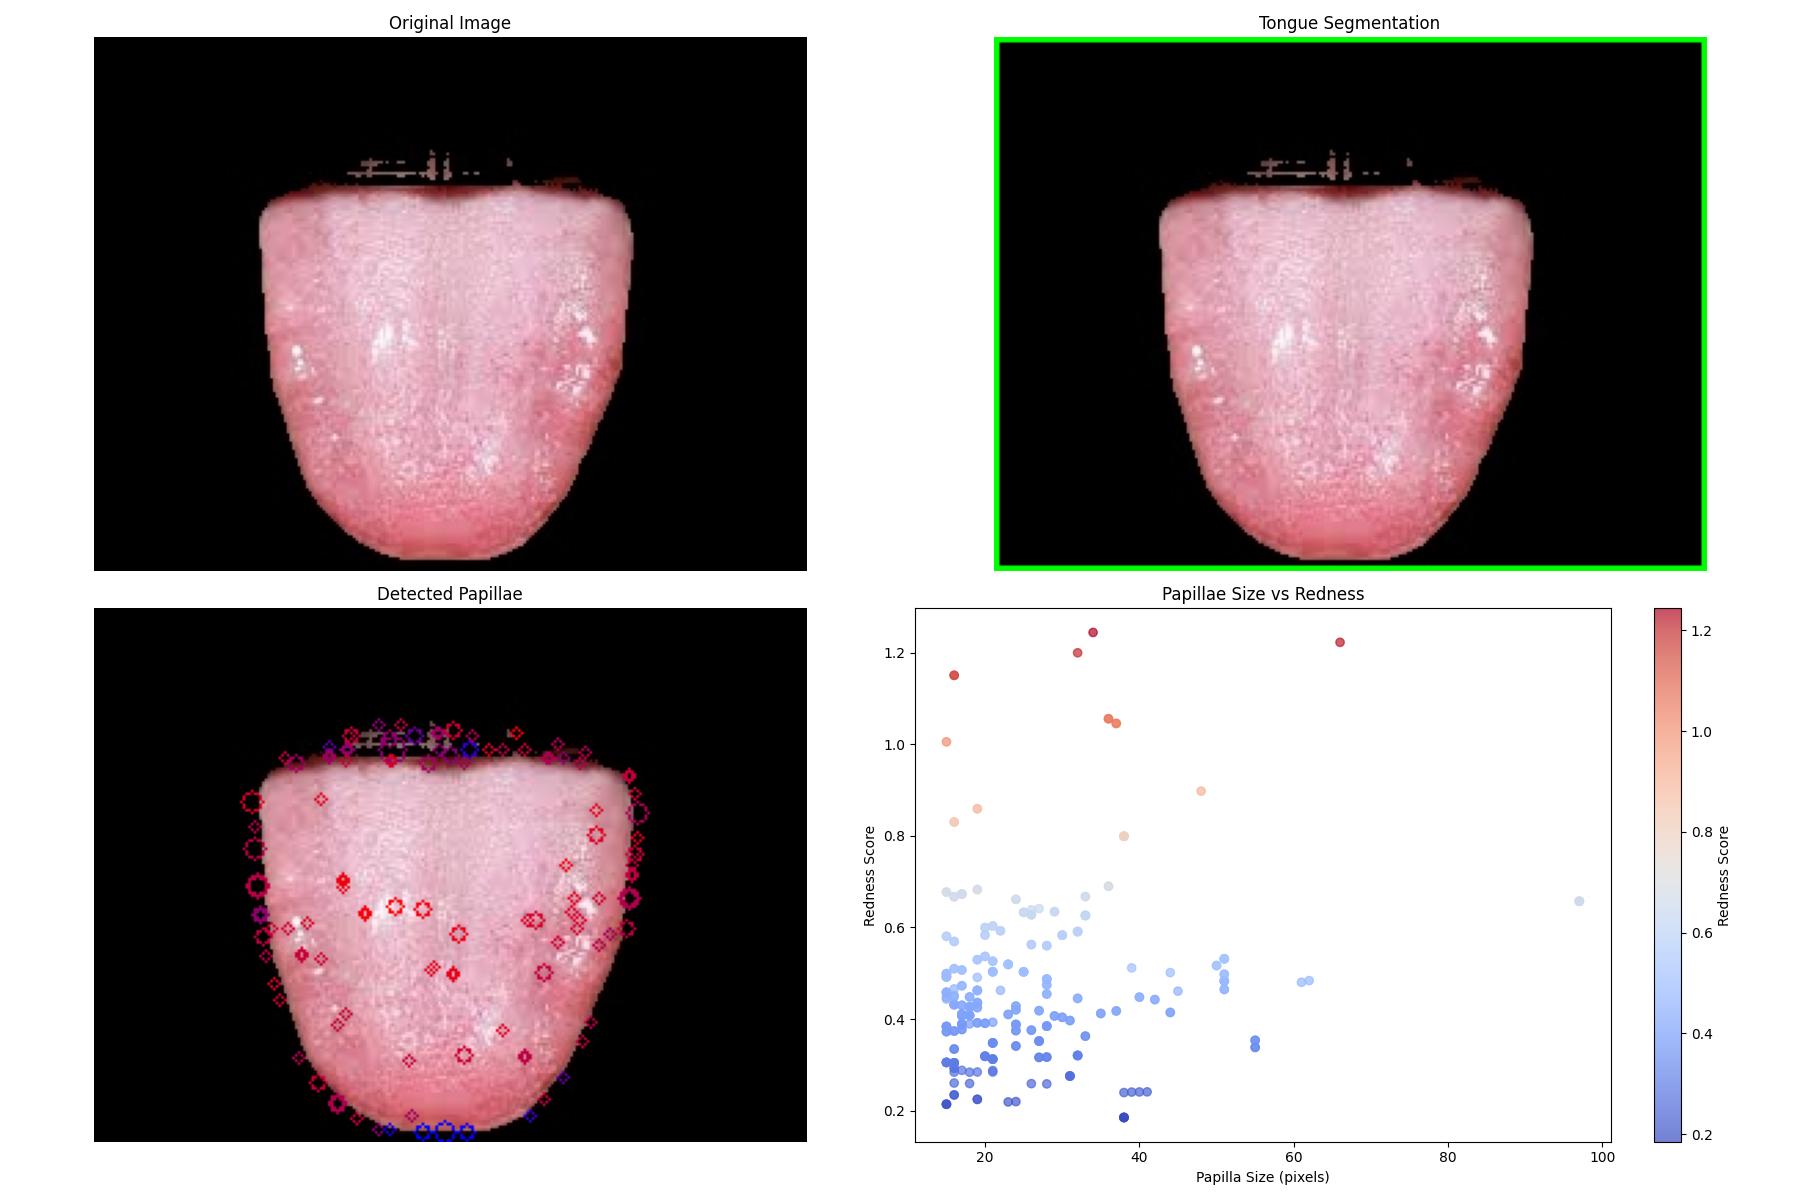 Original Image
Tongue Segmentation
Detected Papillae
Papillae Size vs Redness
1.2
1.0
0.8
0.6
0.4
0.2
Redness Score
20
40
60
80
100
Papilla Size (pixels)
1.2
1.0
0.8
0.6
0.4
0.2
Redness Score